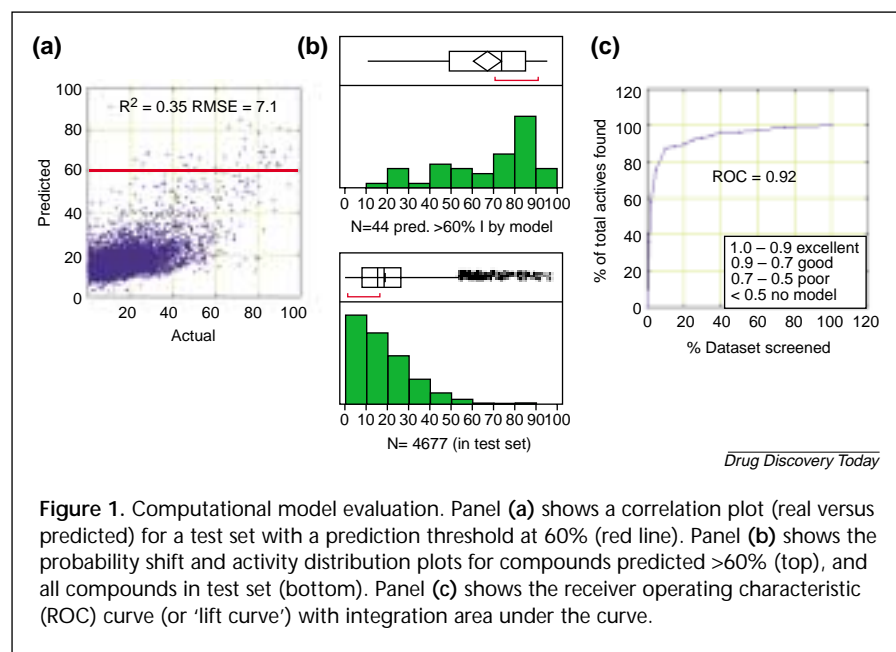 (a)
100
80
60
40
20
0
R² = 0.35 RMSE = 7.1
Predicted
20 40 60 80 100
Actual
(b)
0 10 20 30 40 50 60 70 80 90 100
N=44 pred. >60% I by model
0 10 20 30 40 50 60 70 80 90 100
N= 4677 (in test set)
(c)
120
100
80
60
40
20
0
% of total actives found
ROC = 0.92
1.0 – 0.9 excellent
0.9 – 0.7 good
0.7 – 0.5 poor
< 0.5 no model
0 20 40 60 80 100 120
% Dataset screened
Drug Discovery Today
Figure 1. Computational model evaluation. Panel (a) shows a correlation plot (real versus
predicted) for a test set with a prediction threshold at 60% (red line). Panel (b) shows the
probability shift and activity distribution plots for compounds predicted >60% (top), and
all compounds in test set (bottom). Panel (c) shows the receiver operating characteristic
(ROC) curve (or 'lift curve') with integration area under the curve.